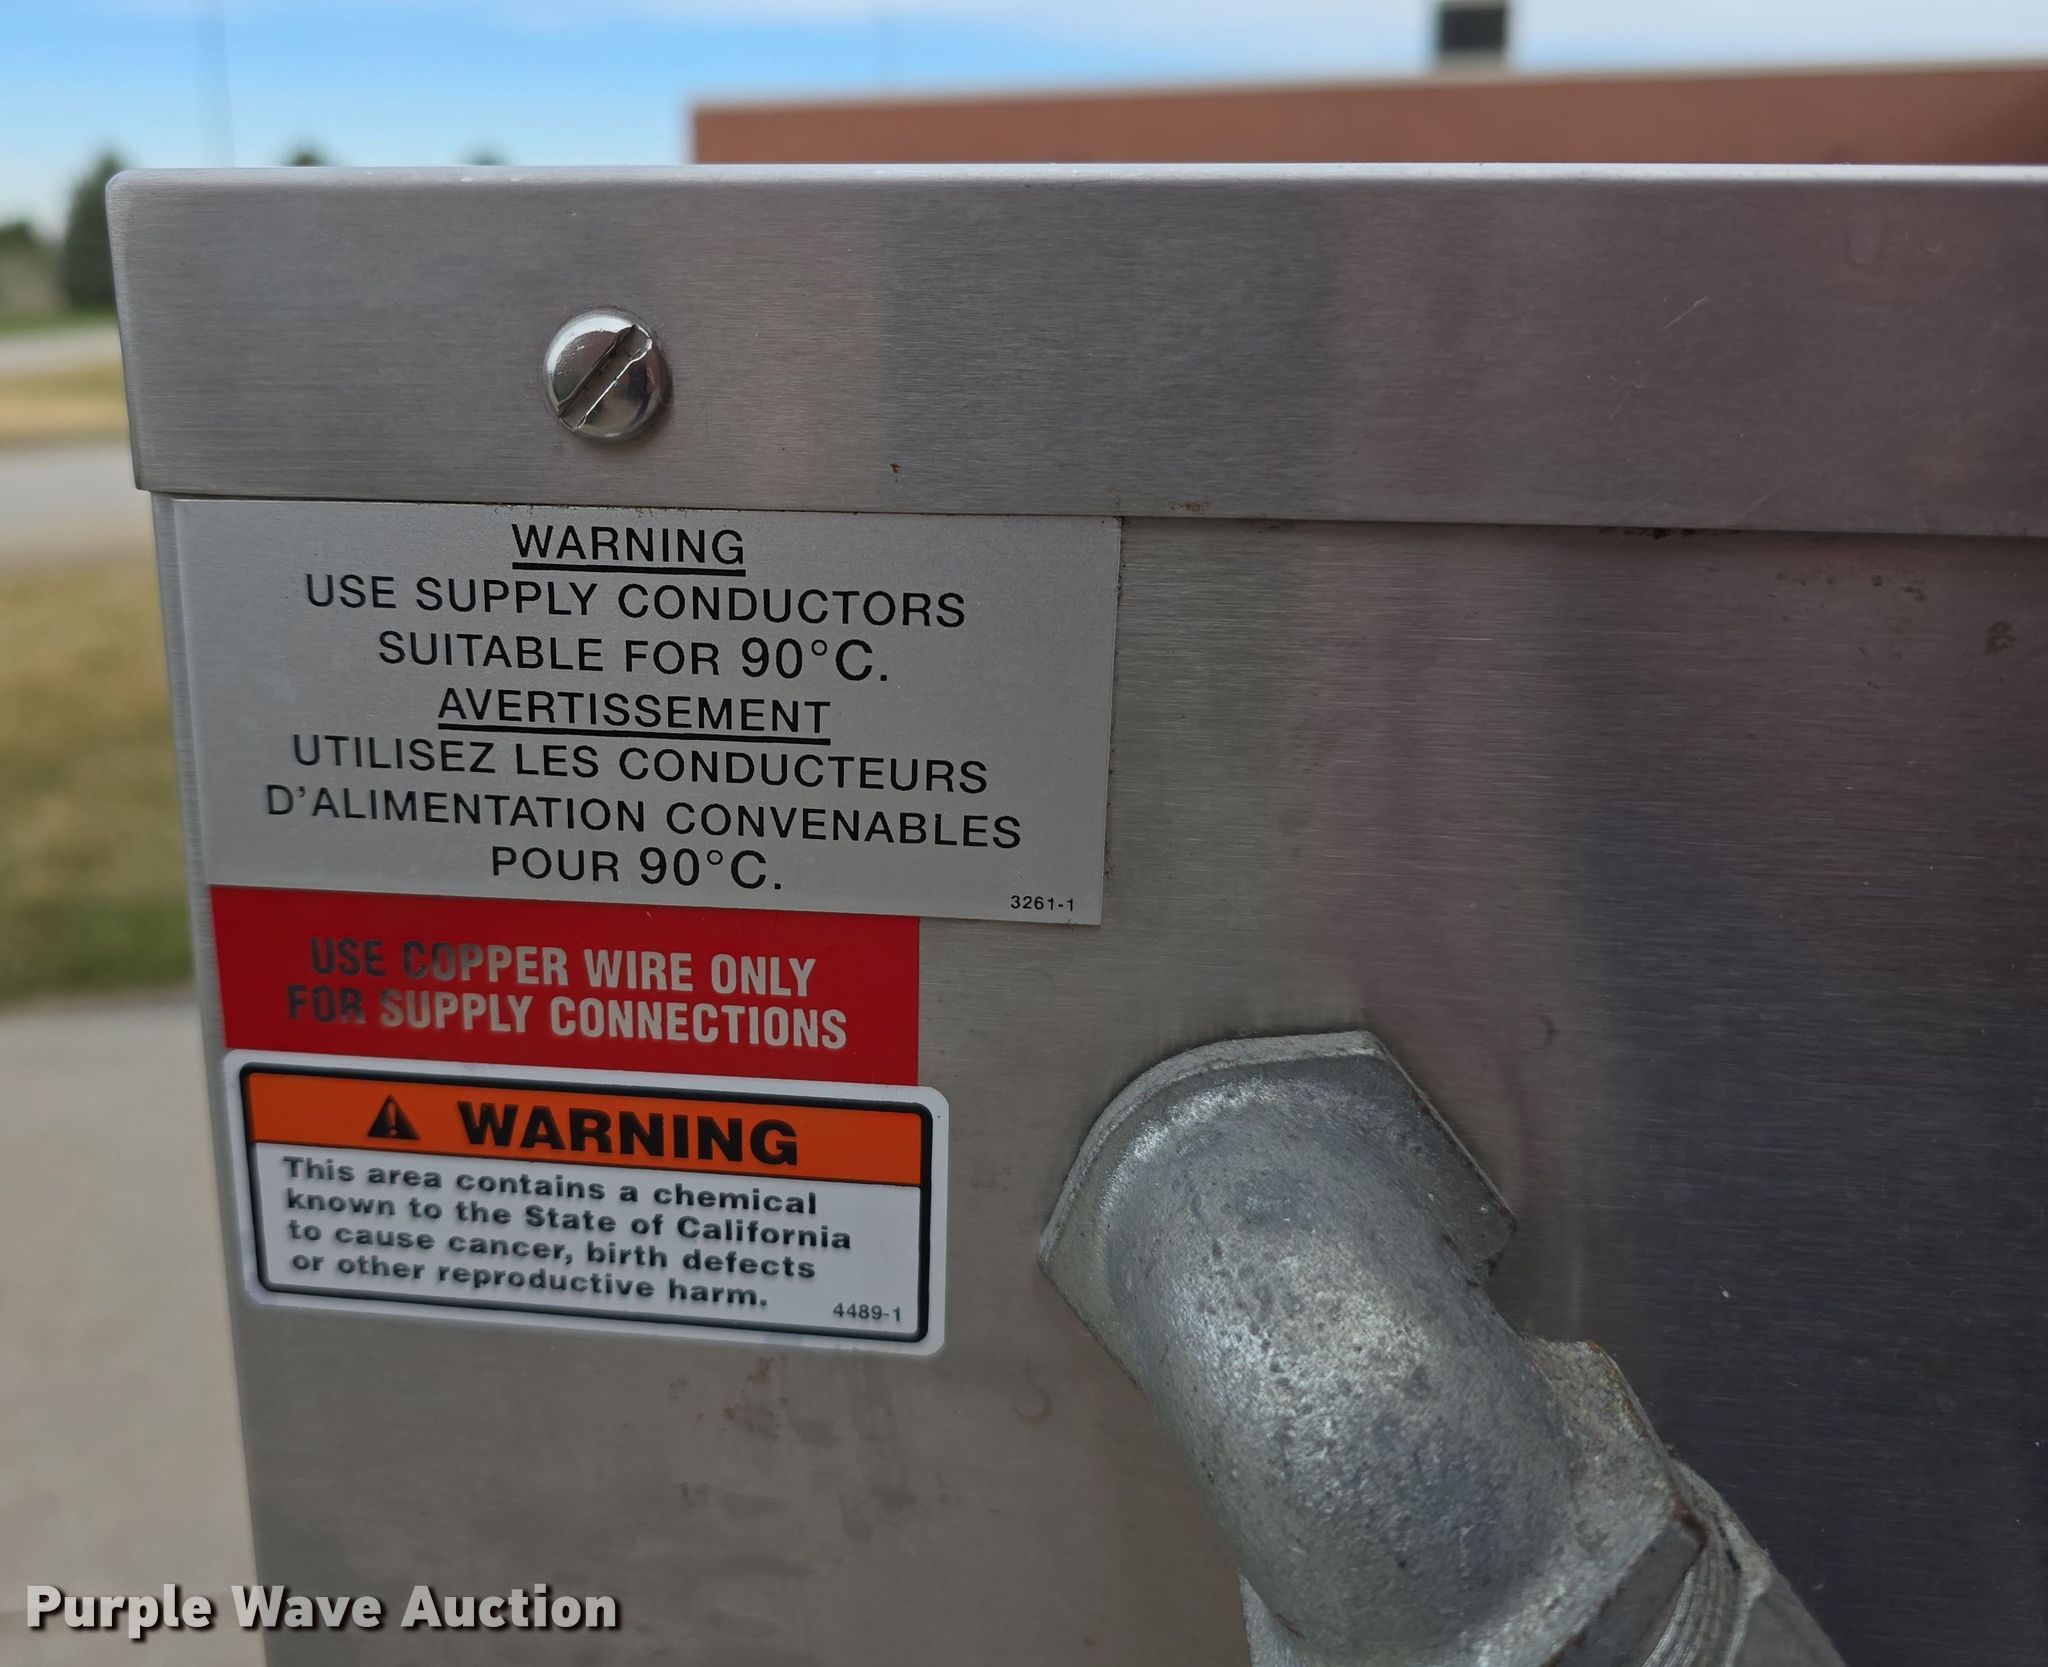 WARNING
USE SUPPLY CONDUCTORS
SUITABLE FOR 90°C.
AVERTISSEMENT
UTILISEZ LES CONDUCTEURS
D'ALIMENTATION CONVENABLES
POUR 90°C.
3261-1
USE COPPER WIRE ONLY
FOR SUPPLY CONNECTIONS
WARNING
This area contains a chemical
known to the State of California
to cause cancer, birth defects
or other reproductive harm.
4489-1
Purple Wave Auction